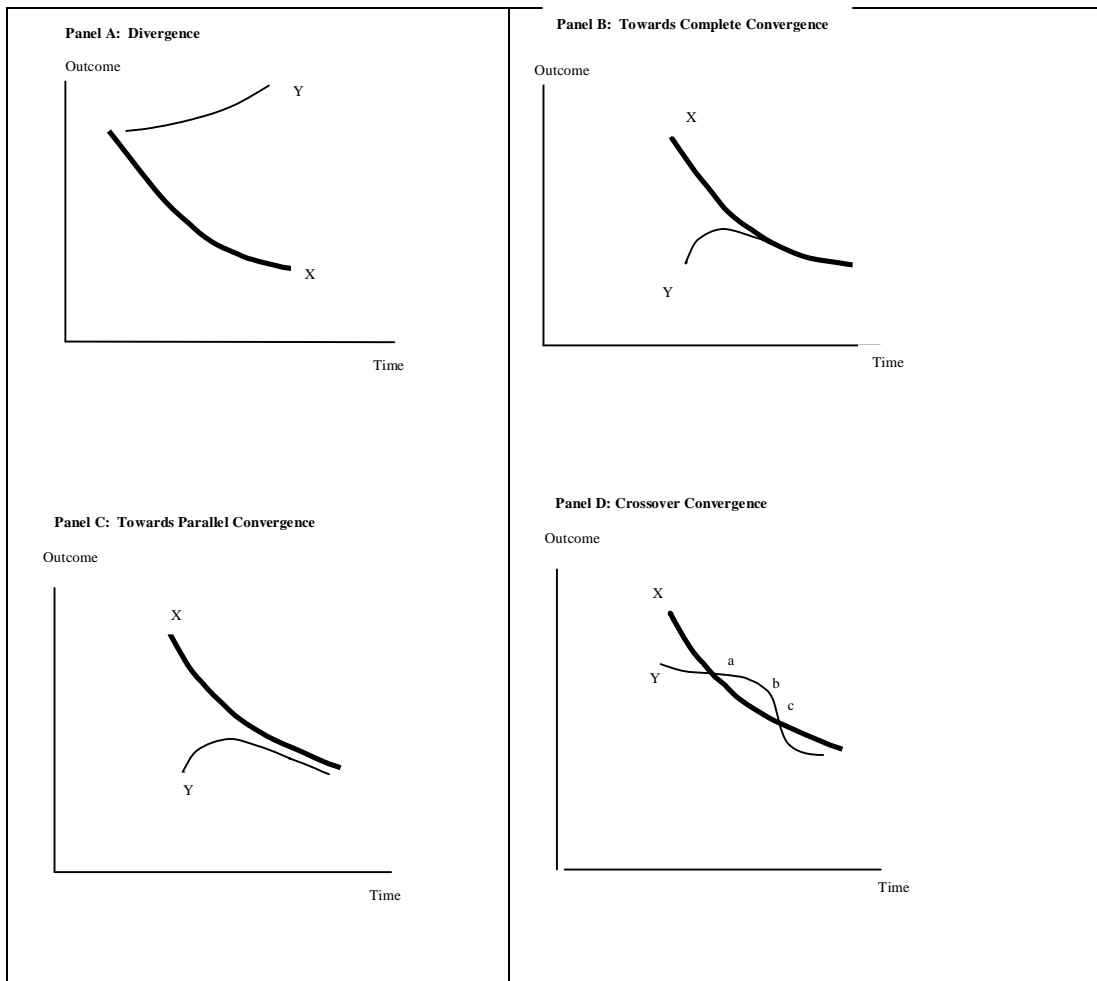 Panel A: Divergence
Outcome
Y
X
Time
Panel B: Towards Complete Convergence
Outcome
X
Y
Time
Panel C: Towards Parallel Convergence
Outcome
X
Y
Time
Panel D: Crossover Convergence
Outcome
X
a
Y
b
c
Time